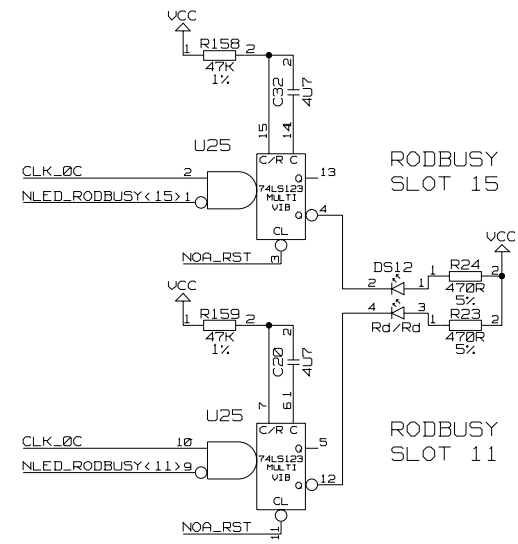 VCC
1 R158 2
47K
1%
2
C32
4U7
15
14
U25
C/R C
CLK_0C 2
NLED_RODBUSY<15> 1
Q 13
74LS123
MULTI
VIB
Q 4
CL
3
NOA_RST
RODBUSY
SLOT 15
VCC
DS12
2 1
1 R24 2
470R
5%
4 3
Rd/Rd
1 R23 2
470R
5%
VCC
1 R159 2
47K
1%
2
C20
4U7
7
6 1
U25
C/R C
CLK_0C 10
NLED_RODBUSY<11> 9
Q 5
74LS123
MULTI
VIB
Q 12
CL
11
NOA_RST
RODBUSY
SLOT 11